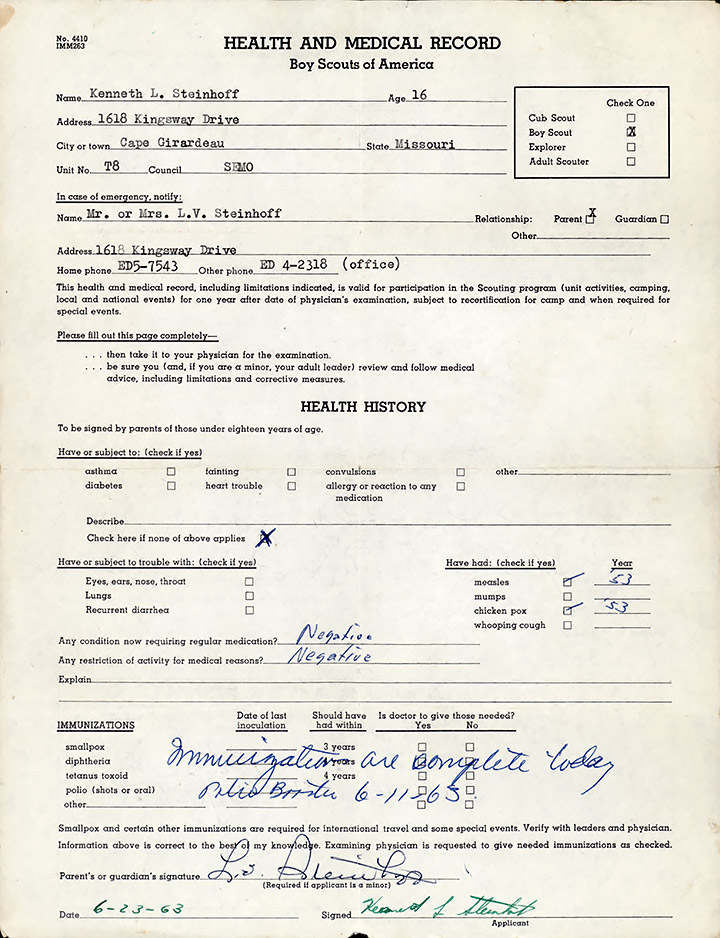 No. 4410
IMM263
HEALTH AND MEDICAL RECORD
Boy Scouts of America
Name Kenneth L. Steinhoff Age 16
Check One
Address 1618 Kingsway Drive
Cub Scout
City or town Cape Girardeau State Missouri
Boy Scout X
Explorer
Unit No. T8 Council SEMO
Adult Scouter
In case of emergency, notify:
Name Mr. or Mrs. L.V. Steinhoff Relationship: Parent X Guardian
Other
Address 1618 Kingsway Drive
Home phone ED5-7543 Other phone ED 4-2318 (office)
This health and medical record, including limitations indicated, is valid for participation in the Scouting program (unit activities, camping,
local and national events) for one year after date of physician's examination, subject to recertification for camp and when required for
special events.
Please fill out this page completely—
. . . then take it to your physician for the examination.
. . . be sure you (and, if you are a minor, your adult leader) review and follow medical
advice, including limitations and corrective measures.
HEALTH HISTORY
To be signed by parents of those under eighteen years of age.
Have or subject to: (check if yes)
asthma fainting convulsions other
diabetes heart trouble allergy or reaction to any
medication
Describe
Check here if none of above applies X
Have or subject to trouble with: (check if yes) Have had: (check if yes) Year
Eyes, ears, nose, throat measles ✓ '53
Lungs mumps
Recurrent diarrhea chicken pox ✓ '53
whooping cough
Any condition now requiring regular medication? Negative
Any restriction of activity for medical reasons? Negative
Explain
IMMUNIZATIONS Date of last inoculation Should have had within Is doctor to give those needed? Yes No
smallpox 3 years
diphtheria years
Immunizations are complete today
tetanus toxoid 4 years
polio (shots or oral) Polio Booster 6-11-63.
other
Smallpox and certain other immunizations are required for international travel and some special events. Verify with leaders and physician.
Information above is correct to the best of my knowledge. Examining physician is requested to give needed immunizations as checked.
Parent's or guardian's signature L.V. Steinhoff
(Required if applicant is a minor)
Date 6-23-63 Signed Kenneth L Steinhoff
Applicant